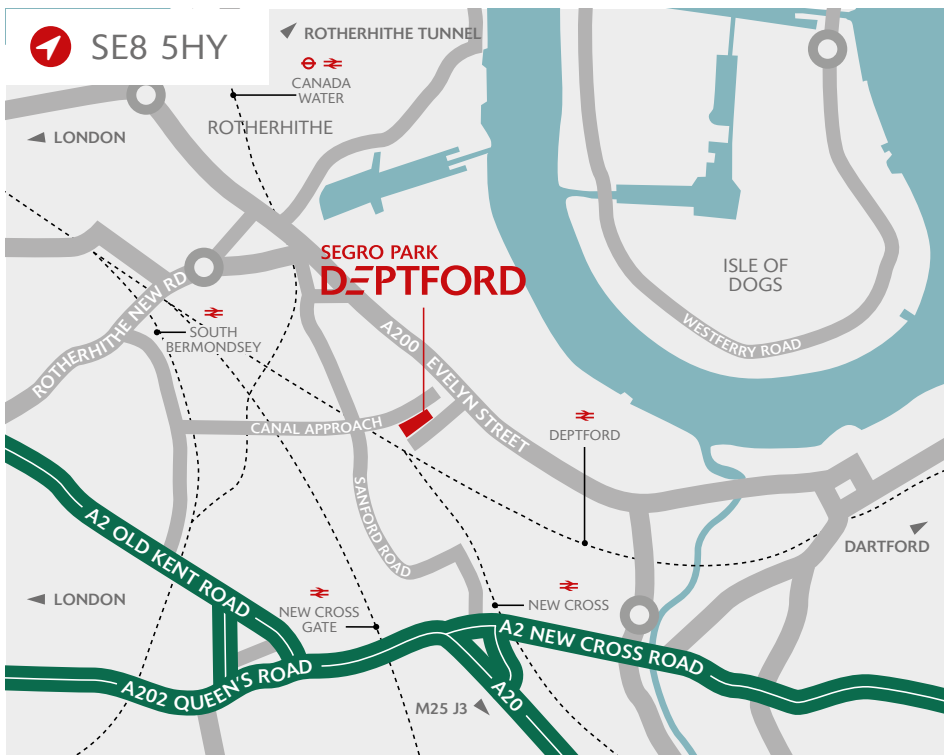 SE8 5HY
ROTHERHITHE TUNNEL
CANADA
WATER
ROTHERHITHE
LONDON
SEGRO PARK
DEPTFORD
ISLE OF
DOGS
WESTFERRY ROAD
ROTHERHITHE NEW RD
SOUTH
BERMONDSEY
A200 EVELYN STREET
CANAL APPROACH
DEPTFORD
SANFORD ROAD
A2 OLD KENT ROAD
DARTFORD
LONDON
NEW CROSS
GATE
NEW CROSS
A2 NEW CROSS ROAD
A202 QUEEN'S ROAD
A20
M25 J3